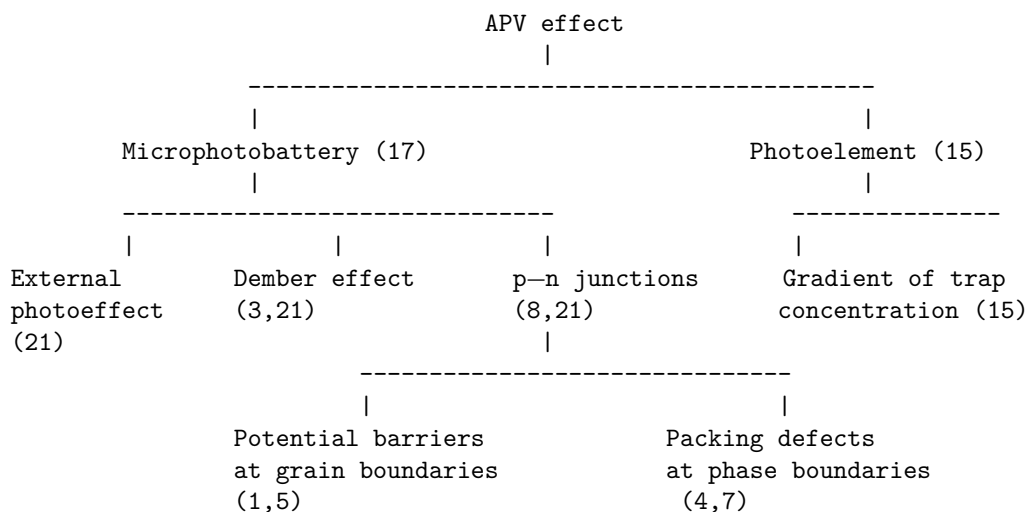 APV effect
Microphotobattery (17) Photoelement (15)
External Dember effect p—n junctions Gradient of trap
photoeffect (3,21) (8,21) concentration (15)
(21)
Potential barriers Packing defects
at grain boundaries at phase boundaries
(1,5) (4,7)